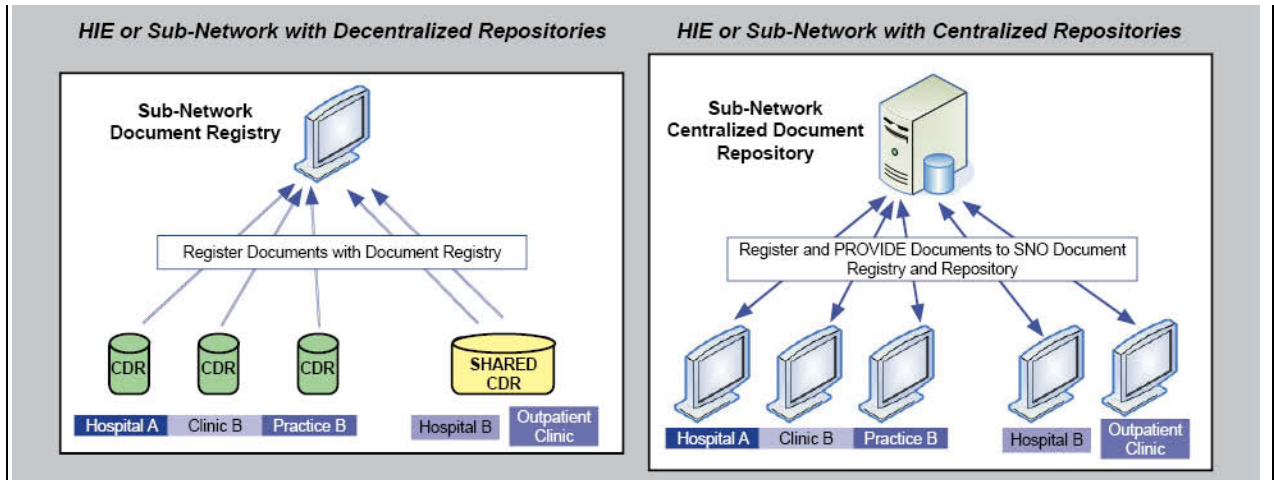 HIE or Sub-Network with Decentralized Repositories
Sub-Network
Document Registry
Register Documents with Document Registry
CDR
CDR
CDR
SHARED
CDR
Hospital A
Clinic B
Practice B
Hospital B
Outpatient
Clinic
HIE or Sub-Network with Centralized Repositories
Sub-Network
Centralized Document
Repository
Register and PROVIDE Documents to SNO Document
Registry and Repository
Hospital A
Clinic B
Practice B
Hospital B
Outpatient
Clinic